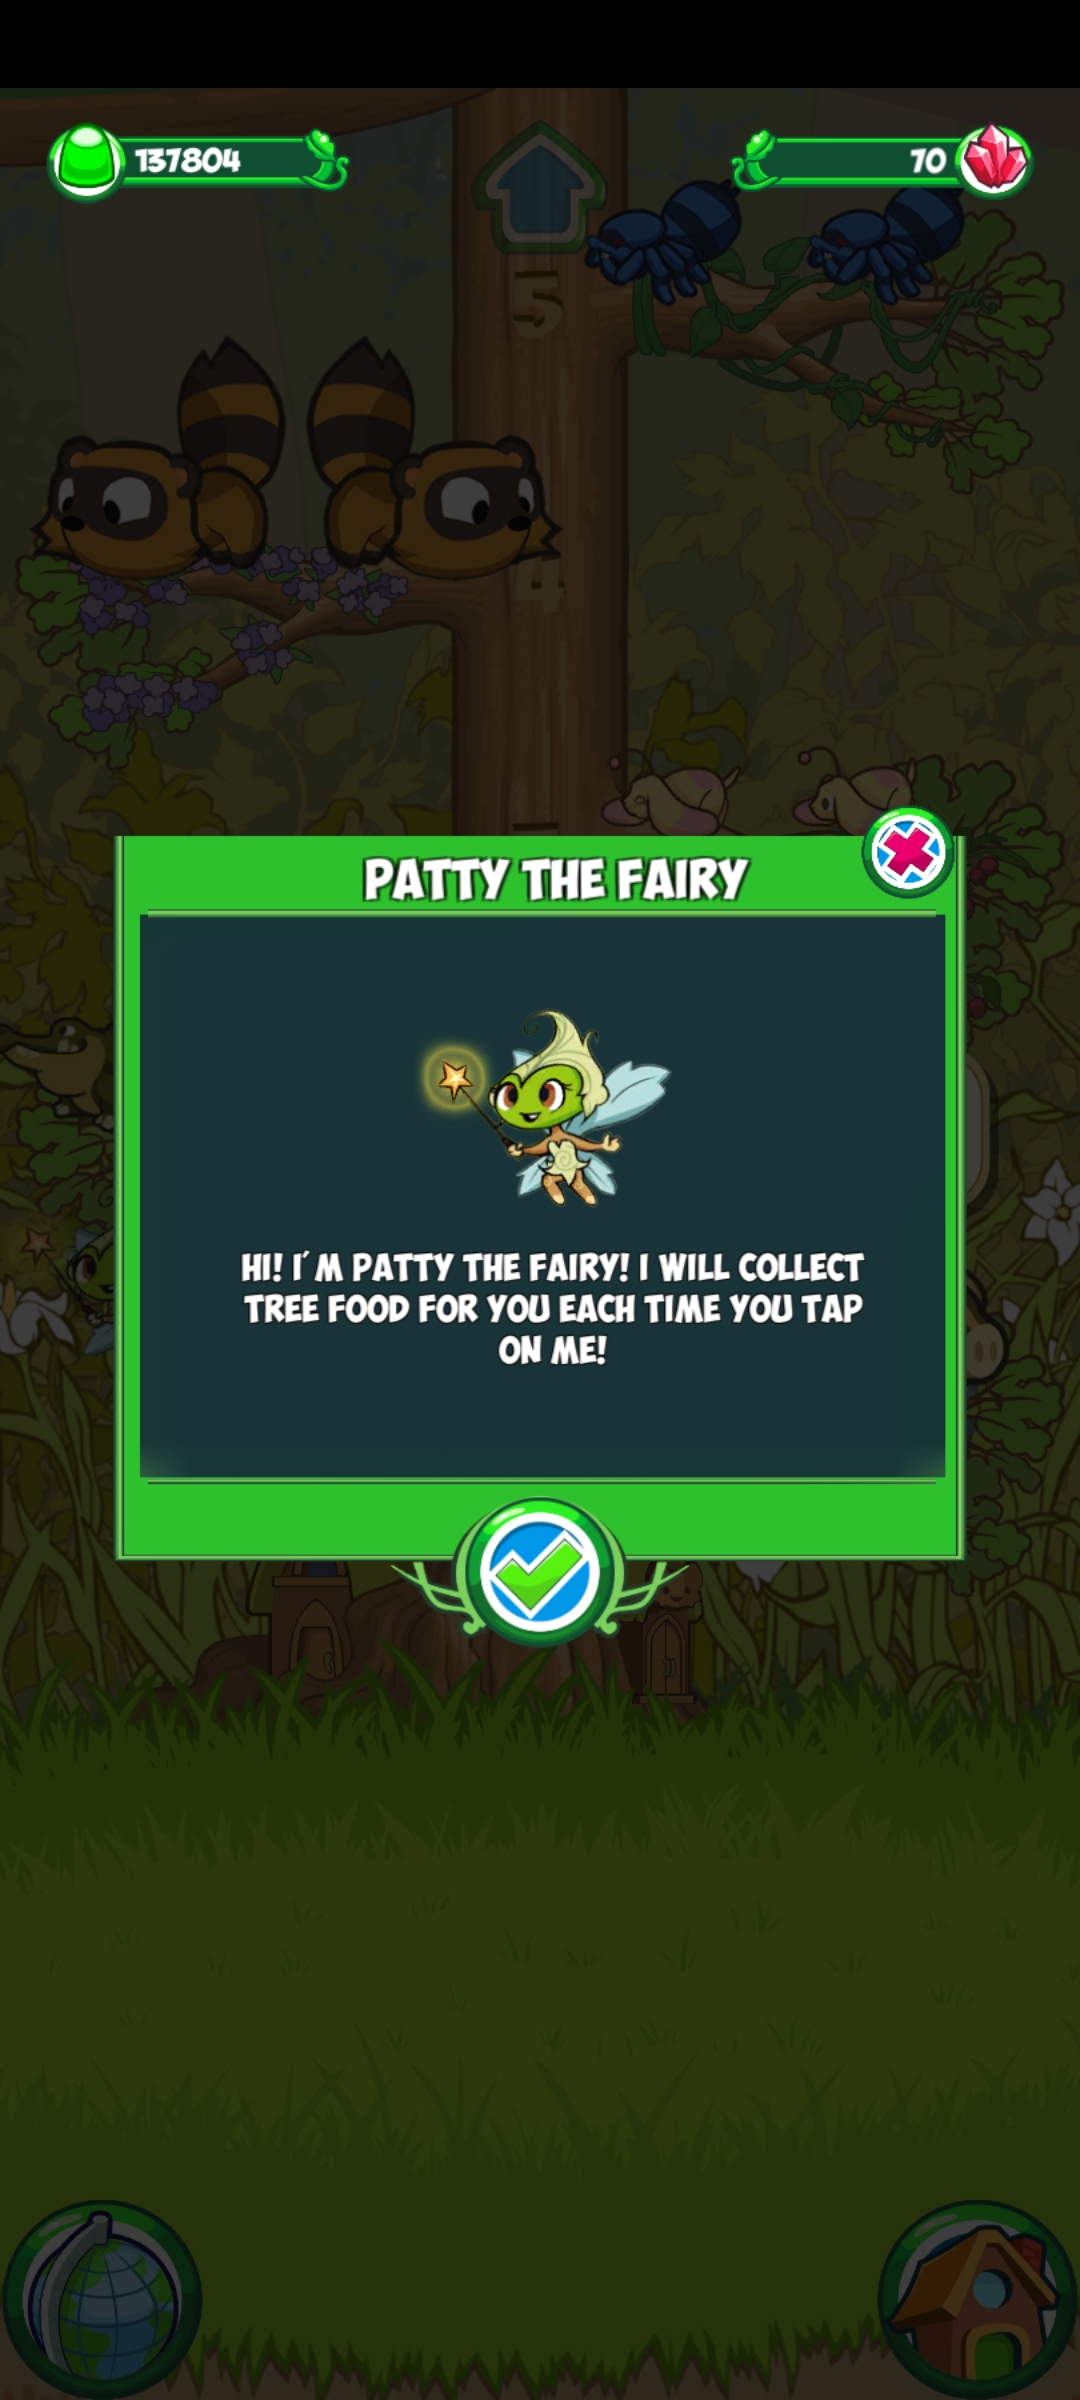 137804
70
5
4
PATTY THE FAIRY
HI! I´M PATTY THE FAIRY! I WILL COLLECT
TREE FOOD FOR YOU EACH TIME YOU TAP
ON ME!